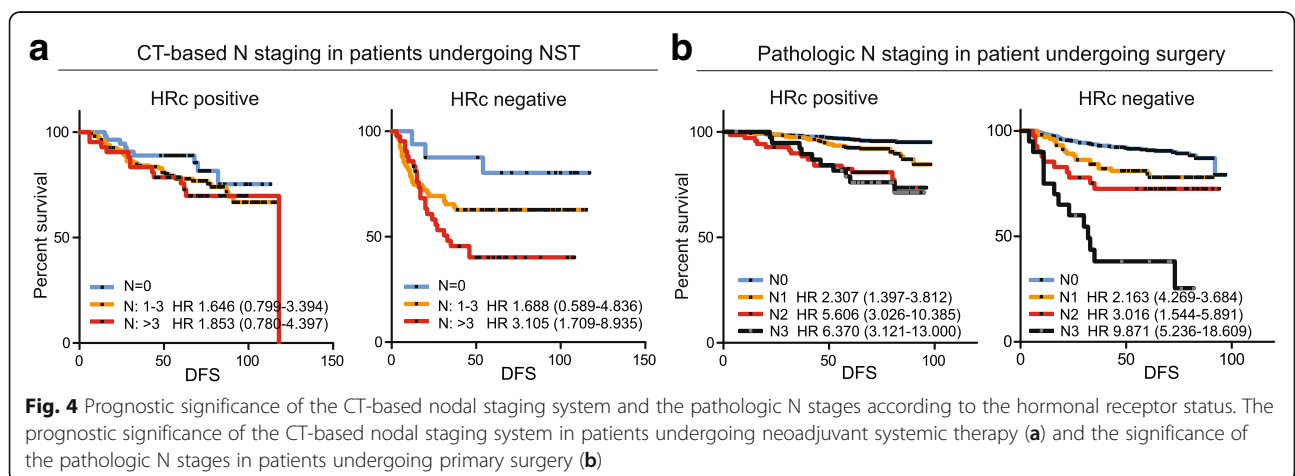 a CT-based N staging in patients undergoing NST
HRc positive
Percent survival
100
50
0
N=0
N: 1-3 HR 1.646 (0.799-3.394)
N: >3 HR 1.853 (0.780-4.397)
0 50 100 150
DFS
HRc negative
100
50
0
N=0
N: 1-3 HR 1.688 (0.589-4.836)
N: >3 HR 3.105 (1.709-8.935)
0 50 100 150
DFS
b Pathologic N staging in patient undergoing surgery
HRc positive
Percent survival
100
50
0
N0
N1 HR 2.307 (1.397-3.812)
N2 HR 5.606 (3.026-10.385)
N3 HR 6.370 (3.121-13.000)
0 50 100
DFS
HRc negative
100
50
0
N0
N1 HR 2.163 (4.269-3.684)
N2 HR 3.016 (1.544-5.891)
N3 HR 9.871 (5.236-18.609)
0 50 100
DFS
Fig. 4 Prognostic significance of the CT-based nodal staging system and the pathologic N stages according to the hormonal receptor status. The
prognostic significance of the CT-based nodal staging system in patients undergoing neoadjuvant systemic therapy (a) and the significance of
the pathologic N stages in patients undergoing primary surgery (b)